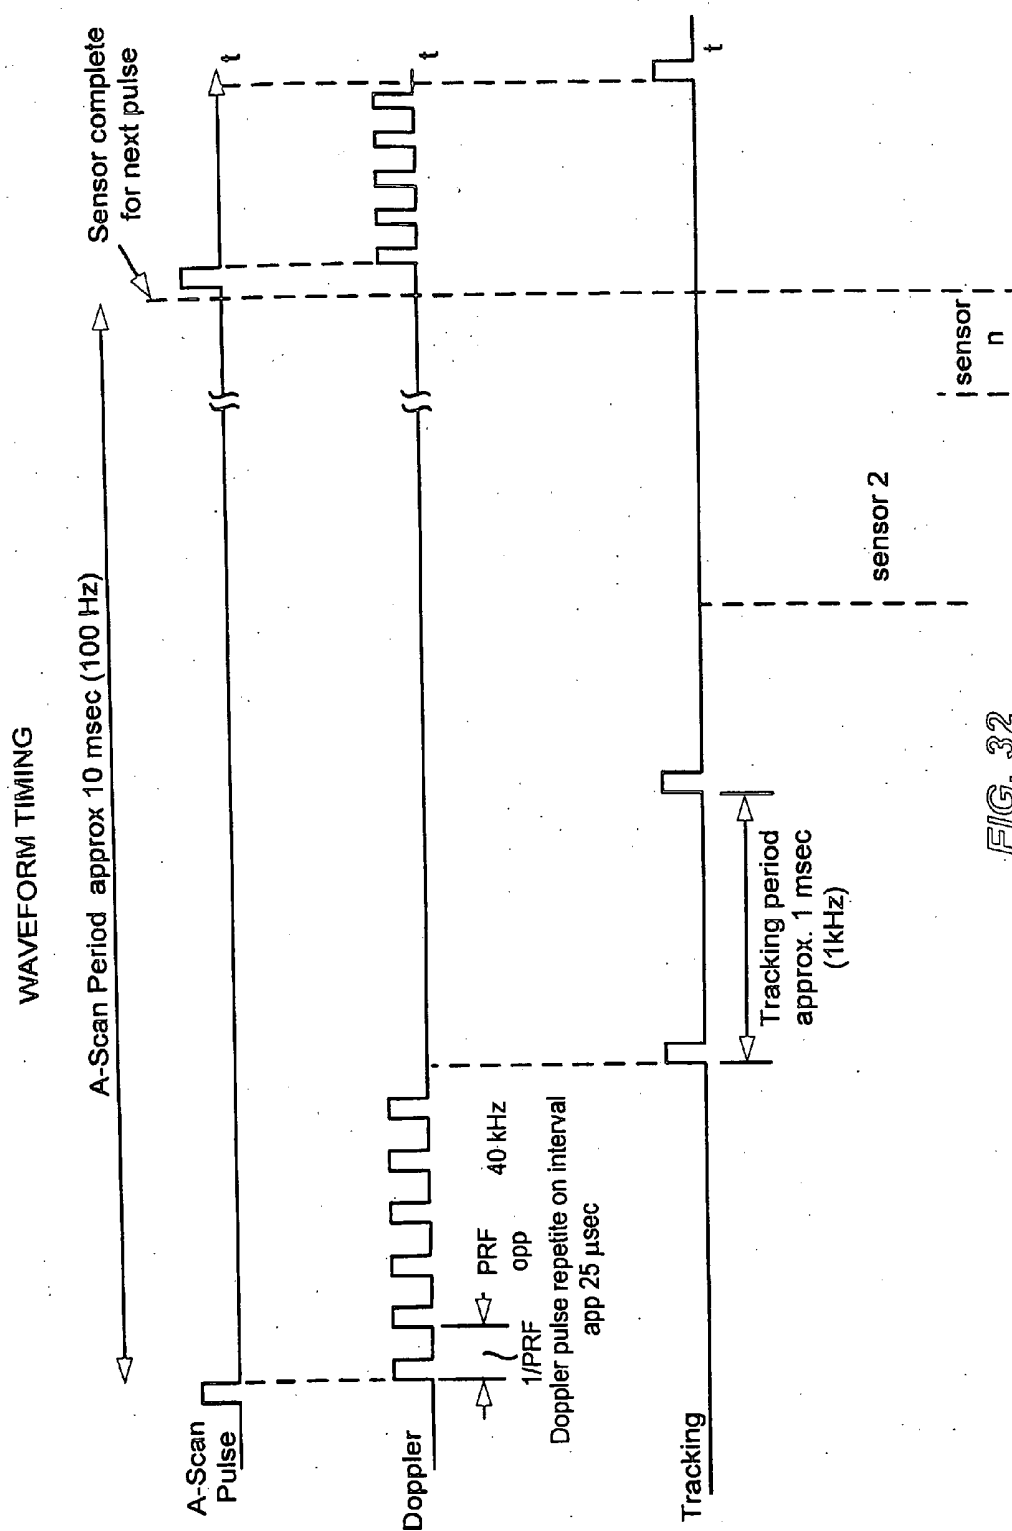 WAVEFORM TIMING
A-Scan Period approx 10 msec (100 Hz)
Sensor complete
for next pulse
A-Scan
Pulse
t
Doppler
t
1/PRF
PRF
opp
40 kHz
Doppler pulse repetite on interval
app 25 µsec
Tracking
t
Tracking period
approx. 1 msec
(1kHz)
sensor 2
sensor
n
FIG. 32